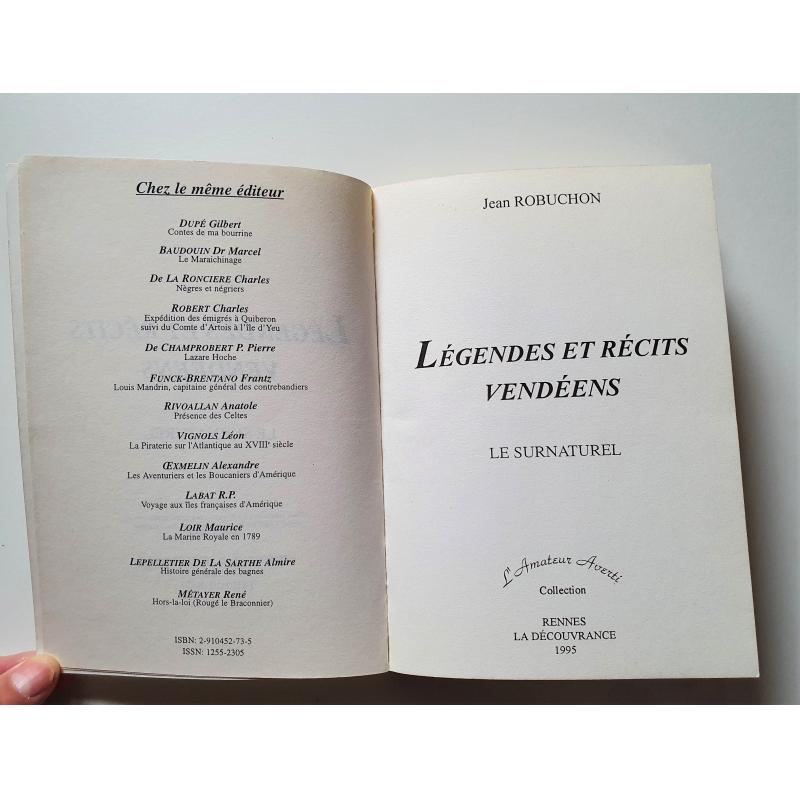 Chez le même éditeur
DUPÉ Gilbert
Contes de ma bourrine
BAUDOUIN Dr Marcel
Le Maraichinage
De LA RONCIERE Charles
Nègres et négriers
ROBERT Charles
Expédition des émigrés à Quiberon
suivi du Comte d'Artois à l'île d'Yeu
De CHAMPROBERT P. Pierre
Lazare Hoche
FUNCK-BRENTANO Frantz
Louis Mandrin, capitaine général des contrebandiers
RIVOALLAN Anatole
Présence des Celtes
VIGNOLS Léon
La Piraterie sur l'Atlantique au XVIIIe siècle
ŒXMELIN Alexandre
Les Aventuriers et les Boucaniers d'Amérique
LABAT R.P.
Voyage aux îles françaises d'Amérique
LOIR Maurice
La Marine Royale en 1789
LEPELLETIER DE LA SARTHE Almire
Histoire générale des bagnes
MÉTAYER René
Hors-la-loi (Rougé le Braconnier)
ISBN: 2-910452-73-5
ISSN: 1255-2305
Jean ROBUCHON
LÉGENDES ET RÉCITS
VENDÉENS
LE SURNATUREL
L'Amateur Averti
Collection
RENNES
LA DÉCOUVRANCE
1995